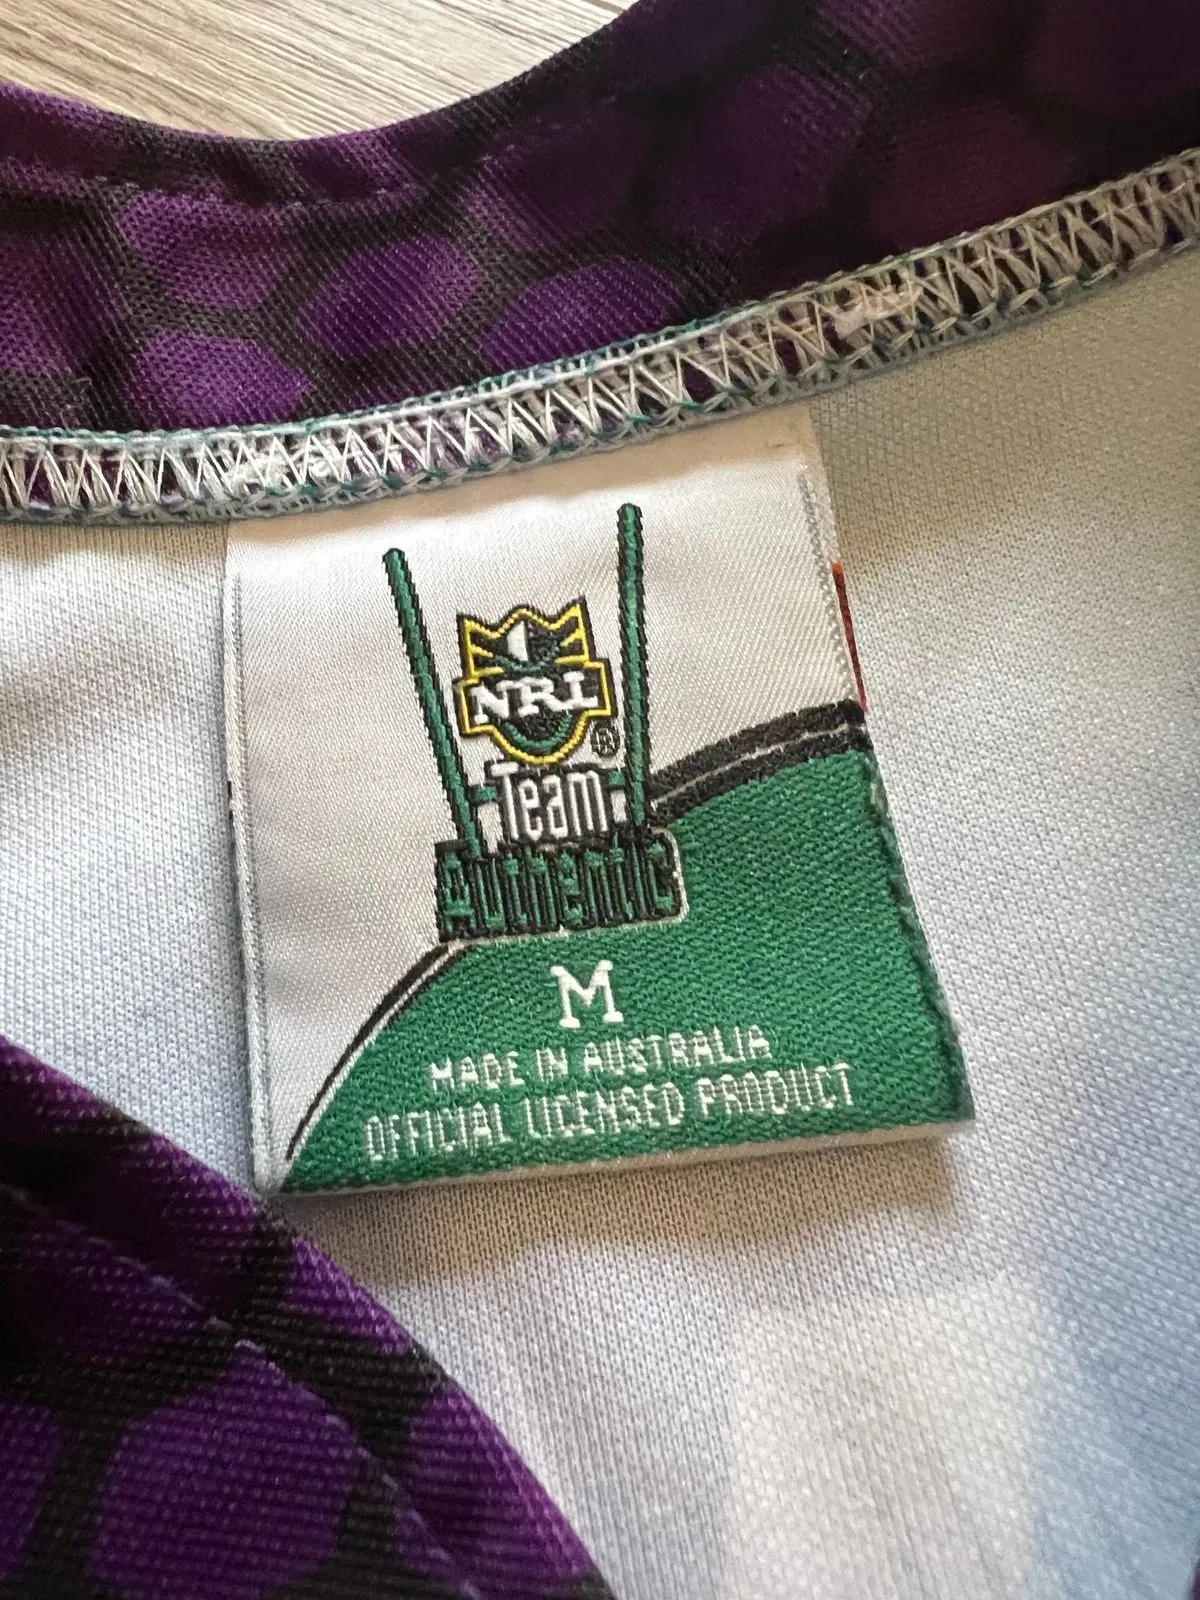 NRL
®
Team
Authentic
M
MADE IN AUSTRALIA
OFFICIAL LICENSED PRODUCT